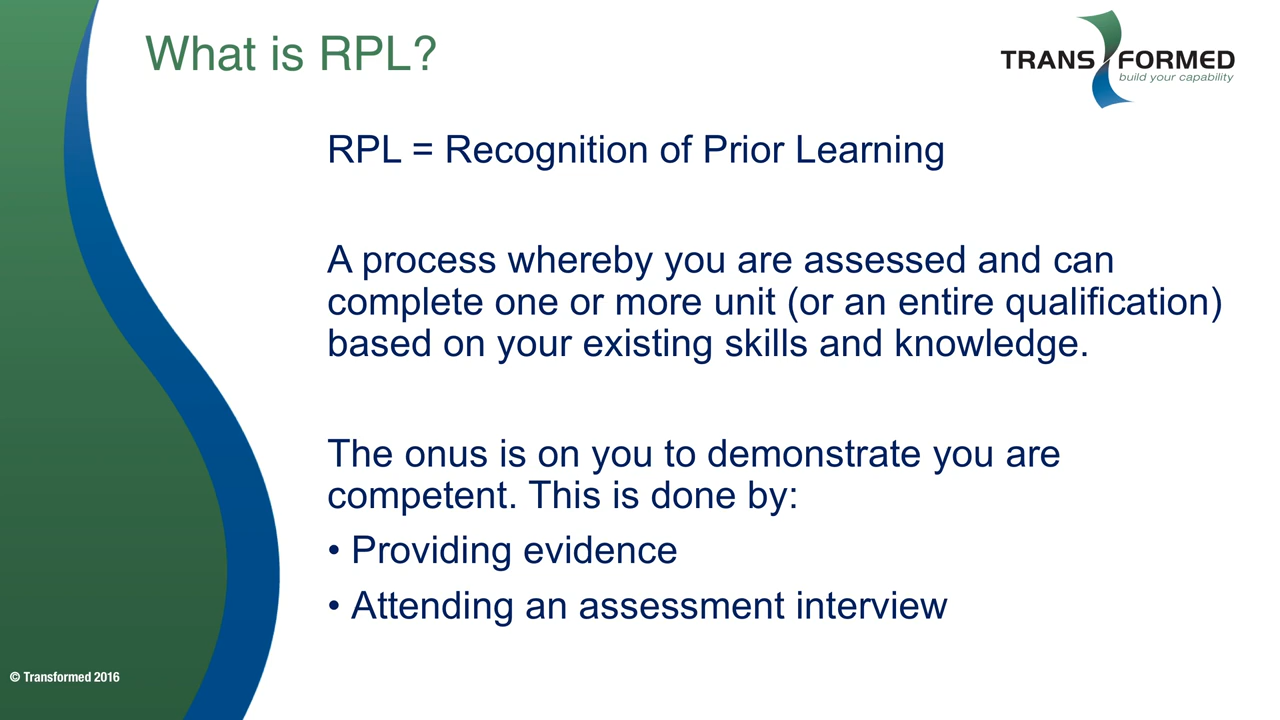 What is RPL?
TRANSFORMED
build your capability
RPL = Recognition of Prior Learning
A process whereby you are assessed and can
complete one or more unit (or an entire qualification)
based on your existing skills and knowledge.
The onus is on you to demonstrate you are
competent. This is done by:
• Providing evidence
• Attending an assessment interview
© Transformed 2016